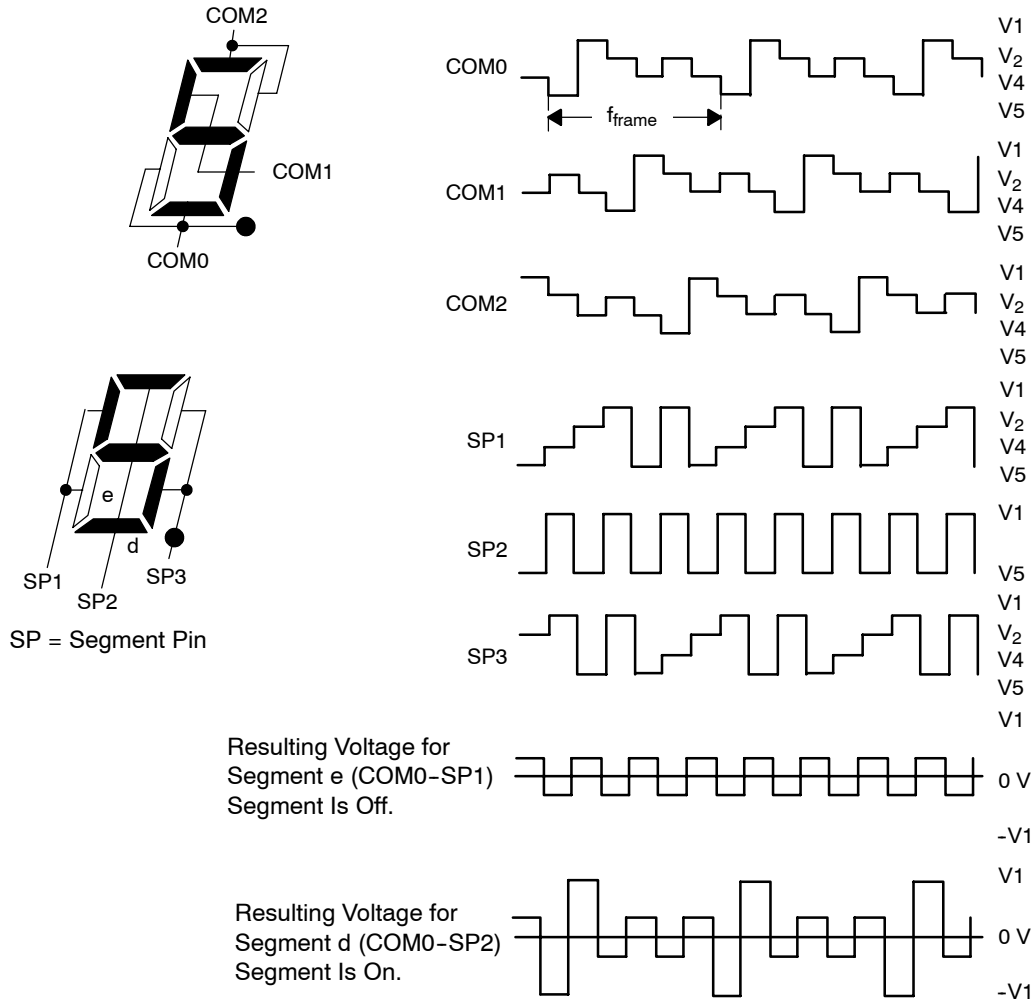 COM2
COM1
COM0
e
d
SP1
SP2
SP3
SP = Segment Pin
COM0
fframe
V1
V2
V4
V5
COM1
V1
V2
V4
V5
COM2
V1
V2
V4
V5
SP1
V1
V2
V4
V5
SP2
V1
V5
SP3
V1
V2
V4
V5
Resulting Voltage for
Segment e (COM0-SP1)
Segment Is Off.
V1
0 V
-V1
Resulting Voltage for
Segment d (COM0-SP2)
Segment Is On.
V1
0 V
-V1